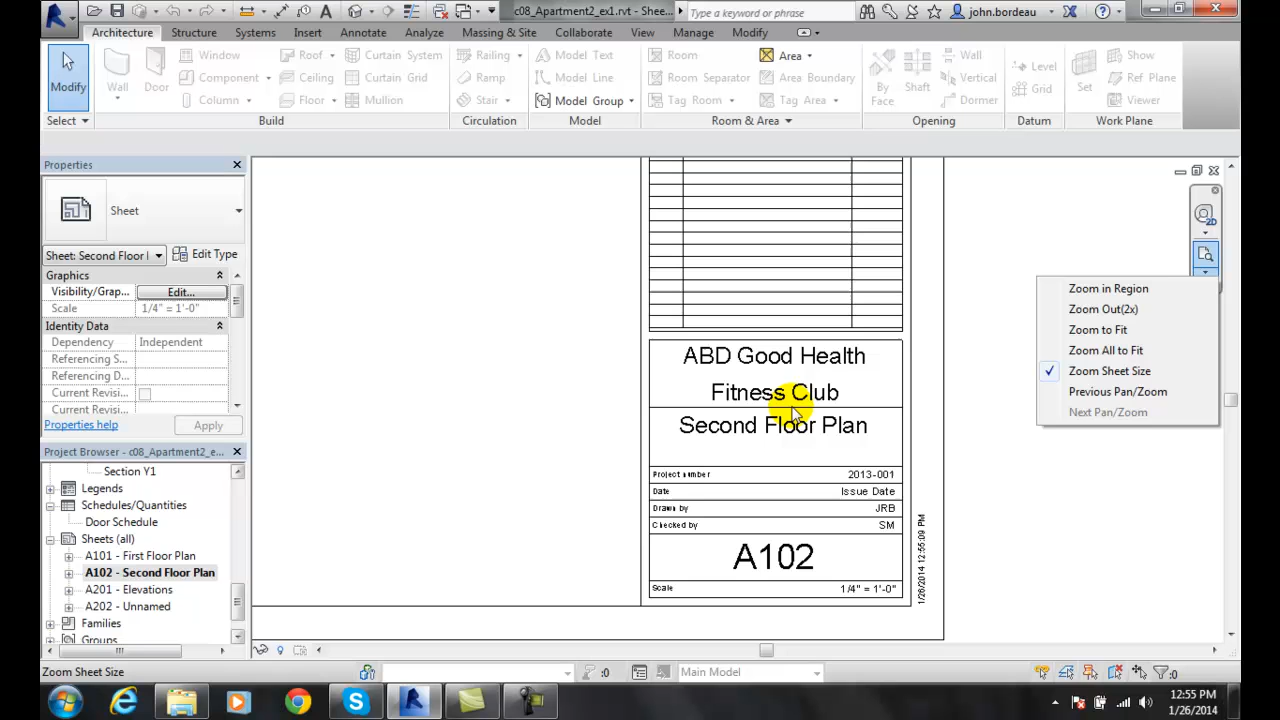 c08_Apartment2_ex1.rvt - Shee...
Type a keyword or phrase
john.bordeau
Architecture Structure Systems Insert Annotate Analyze Massing & Site Collaborate View Manage Modify
Modify
Wall
Door
Window
Component
Column
Roof
Ceiling
Floor
Curtain System
Curtain Grid
Mullion
Railing
Ramp
Stair
Model Text
Model Line
Model Group
Room
Room Separator
Tag Room
Area
Area Boundary
Tag Area
By Face
Shaft
Wall
Vertical
Dormer
Level
Grid
Set
Show
Ref Plane
Viewer
Select Build Circulation Model Room & Area Opening Datum Work Plane
Properties
Sheet
Sheet: Second Floor
Edit Type
Graphics
Visibility/Grap... Edit...
Scale 1/4" = 1'-0"
Identity Data
Dependency Independent
Referencing S...
Referencing D...
Current Revisi...
Current Revisi...
Properties help Apply
Project Browser - c08_Apartment2_e...
Section Y1
Legends
Schedules/Quantities
Door Schedule
Sheets (all)
A101 - First Floor Plan
A102 - Second Floor Plan
A201 - Elevations
A202 - Unnamed
Families
Groups
ABD Good Health
Fitness Club
Second Floor Plan
Project number 2013-001
Date Issue Date
Drawn by JRB
Checked by SM
A102
Scale 1/4" = 1'-0"
1/26/2014 12:55:09 PM
2D
Zoom in Region
Zoom Out(2x)
Zoom to Fit
Zoom All to Fit
Zoom Sheet Size
Previous Pan/Zoom
Next Pan/Zoom
Zoom Sheet Size
:0
Main Model
:0
12:55 PM
1/26/2014